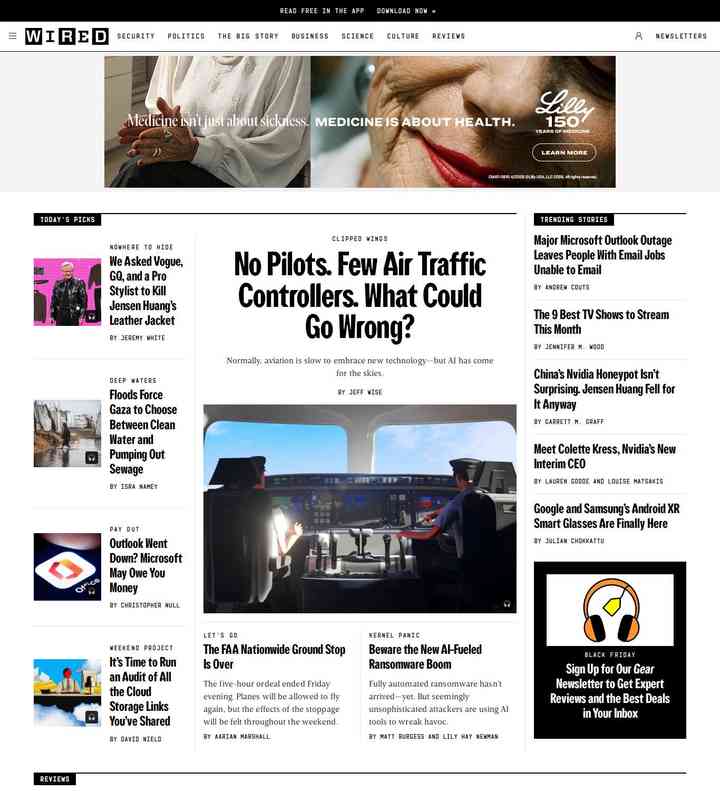 READ FREE IN THE APP DOWNLOAD NOW
WIRED
SECURITY POLITICS THE BIG STORY BUSINESS SCIENCE CULTURE REVIEWS
NEWSLETTERS
Medicine isn't just about sickness. MEDICINE IS ABOUT HEALTH.
Lilly
150
YEARS OF MEDICINE
LEARN MORE
TODAY'S PICKS
NOWHERE TO HIDE
We Asked Vogue,
GQ, and a Pro
Stylist to Kill
Jensen Huang's
Leather Jacket
BY JEREMY WHITE
DEEP WATERS
Floods Force
Gaza to Choose
Between Clean
Water and
Pumping Out
Sewage
BY ISRA NAMEY
PAY OUT
Outlook Went
Down? Microsoft
May Owe You
Money
BY CHRISTOPHER NULL
WEEKEND PROJECT
It's Time to Run
an Audit of All
the Cloud
Storage Links
You've Shared
BY DAVID WIELD
CLIPPED WINGS
No Pilots. Few Air Traffic
Controllers. What Could
Go Wrong?
Normally, aviation is slow to embrace new technology—but AI has come
for the skies.
BY JEFF WISE
LET'S GO
The FAA Nationwide Ground Stop
Is Over
The five-hour ordeal ended Friday
evening. Planes will be allowed to fly
again, but the effects of the stoppage
will be felt throughout the weekend.
BY AARIAN MARSHALL
KERNEL PANIC
Beware the New AI-Fueled
Ransomware Boom
Fully automated ransomware hasn't
arrived—yet. But seemingly
unsophisticated attackers are using AI
tools to wreak havoc.
BY MATT BURGESS AND LILY HAY NEWMAN
TRENDING STORIES
Major Microsoft Outlook Outage
Leaves People With Email Jobs
Unable to Email
BY ANDREW COUTS
The 9 Best TV Shows to Stream
This Month
BY JENNIFER M. WOOD
China's Nvidia Honeypot Isn't
Surprising. Jensen Huang Fell for
It Anyway
BY GARRETT M. GRAFF
Meet Colette Kress, Nvidia's New
Interim CEO
BY LAUREN GOODE AND LOUISE MATSAKIS
Google and Samsung's Android XR
Smart Glasses Are Finally Here
BY JULIAN CHOKKATTU
BLACK FRIDAY
Sign Up for Our Gear
Newsletter to Get Expert
Reviews and the Best Deals
in Your Inbox
REVIEWS